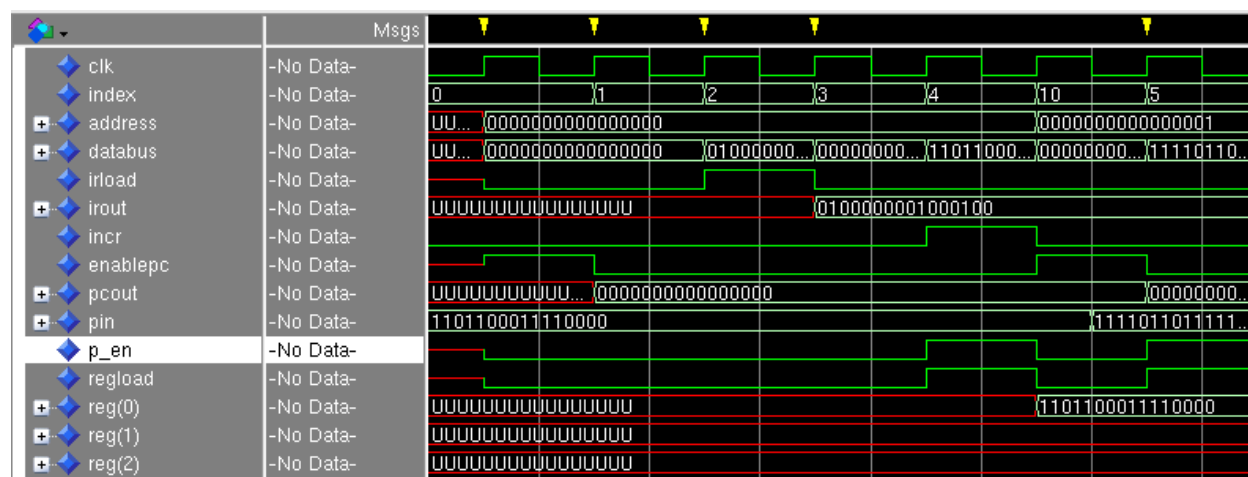 Msgs
clk -No Data-
index -No Data- 0 1 2 3 4 10 5
address -No Data- UU... 0000000000000000 0000000000000001
databus -No Data- UU... 0000000000000000 01000000... 00000000... 11011000... 00000000... 11110110...
irload -No Data-
irout -No Data- UUUUUUUUUUUUUUUU 0100000001000100
incr -No Data-
enablepc -No Data-
pcout -No Data- UUUUUUUUUUUU... 0000000000000000 00000000...
pin -No Data- 1101100011110000 1111011011111...
p_en -No Data-
regload -No Data-
reg(0) -No Data- UUUUUUUUUUUUUUUU 1101100011110000
reg(1) -No Data- UUUUUUUUUUUUUUUU
reg(2) -No Data- UUUUUUUUUUUUUUUU